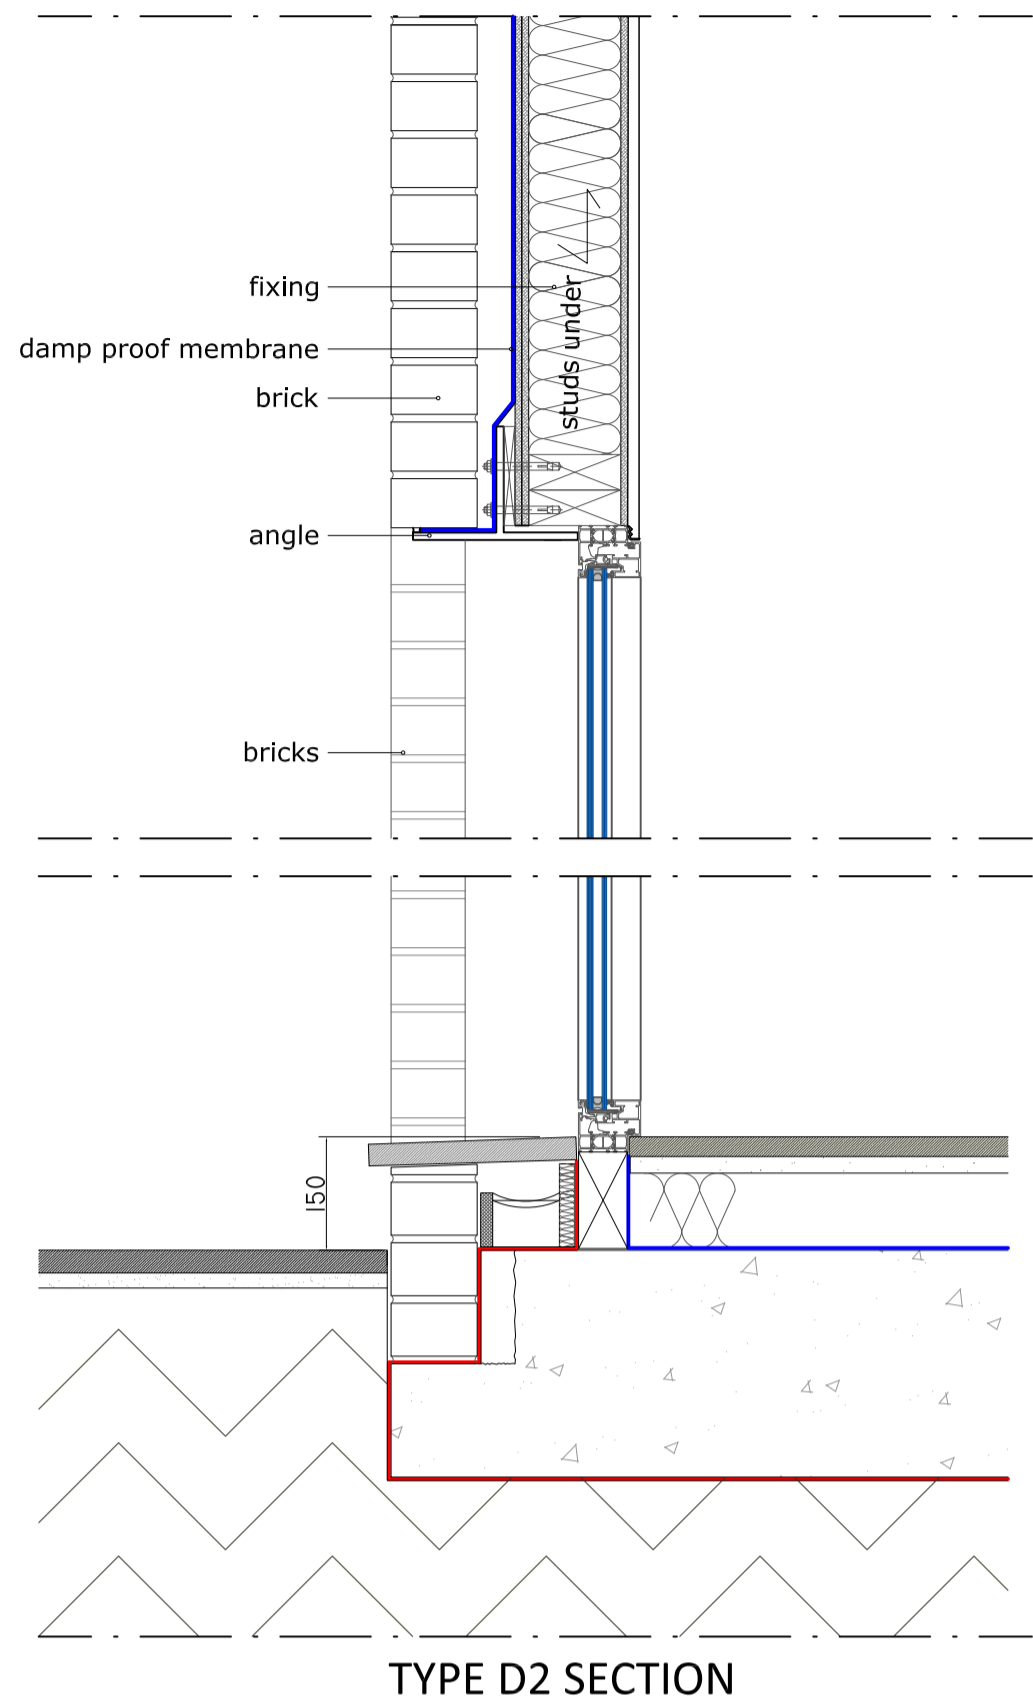 fixing
studs under
damp proof membrane
brick
angle
bricks
150
TYPE D2 SECTION